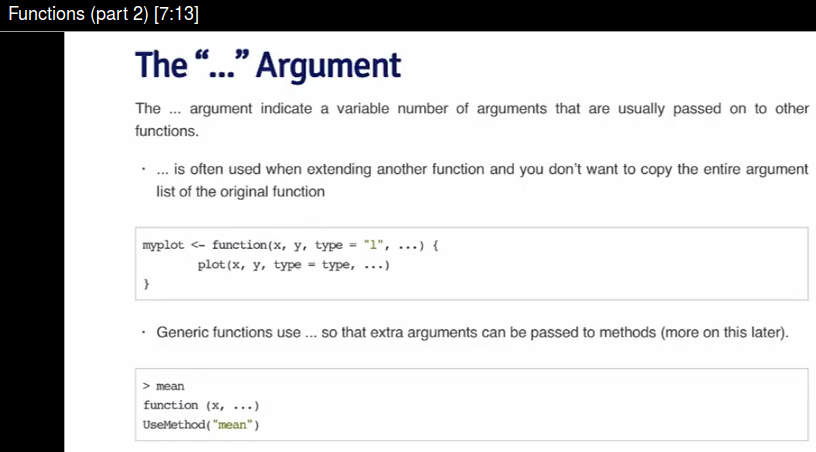 Functions (part 2) [7:13]
The “...” Argument
The ... argument indicate a variable number of arguments that are usually passed on to other
functions.
· ... is often used when extending another function and you don't want to copy the entire argument
list of the original function
myplot <- function(x, y, type = "l", ...) {
plot(x, y, type = type, ...)
}
· Generic functions use ... so that extra arguments can be passed to methods (more on this later).
> mean
function (x, ...)
UseMethod("mean")